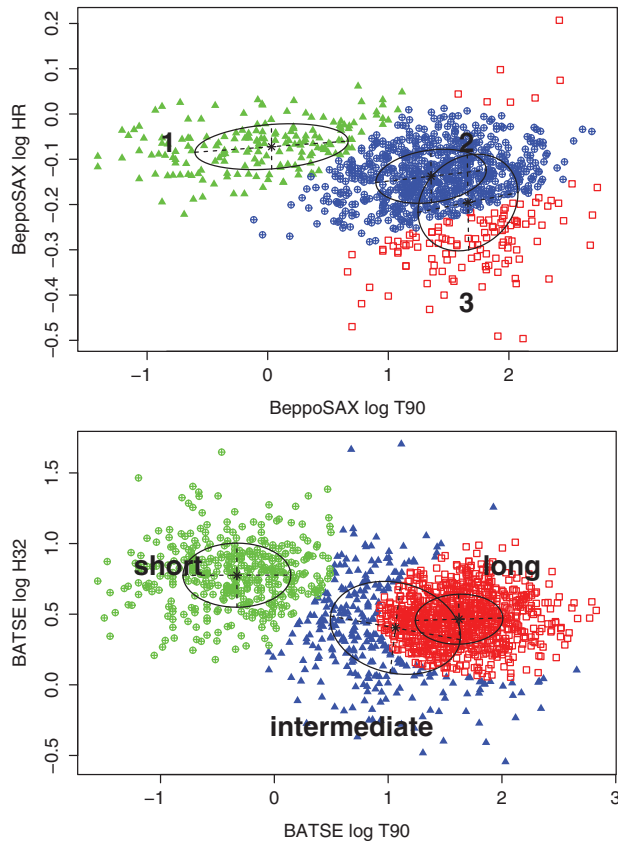 0.2
0.1
0.0
1
2
−0.1
BeppoSAX log HR
−0.2
−0.3
3
−0.4
−0.5
−1 0 1 2
BeppoSAX log T90
1.5
1.0
short long
BATSE log H32
0.5
0.0
intermediate
−0.5
−1 0 1 2 3
BATSE log T90